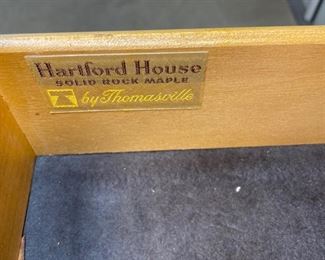 Hartford House
SOLID ROCK MAPLE
by Thomasville